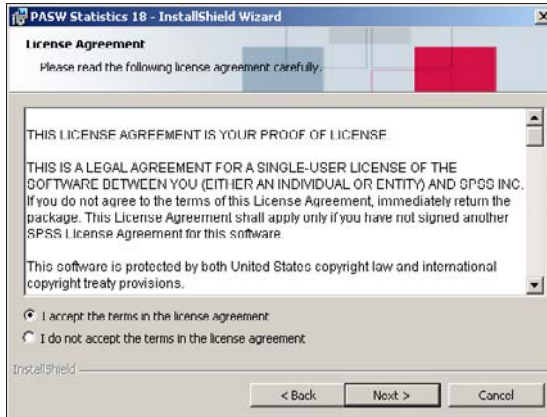 PASW Statistics 18 - InstallShield Wizard
License Agreement
Please read the following license agreement carefully.
THIS LICENSE AGREEMENT IS YOUR PROOF OF LICENSE.
THIS IS A LEGAL AGREEMENT FOR A SINGLE-USER LICENSE OF THE
SOFTWARE BETWEEN YOU (EITHER AN INDIVIDUAL OR ENTITY) AND SPSS INC.
If you do not agree to the terms of this License Agreement, immediately return the
package. This License Agreement shall apply only if you have not signed another
SPSS License Agreement for this software.
This software is protected by both United States copyright law and international
copyright treaty provisions.
I accept the terms in the license agreement
I do not accept the terms in the license agreement
InstallShield
< Back
Next >
Cancel